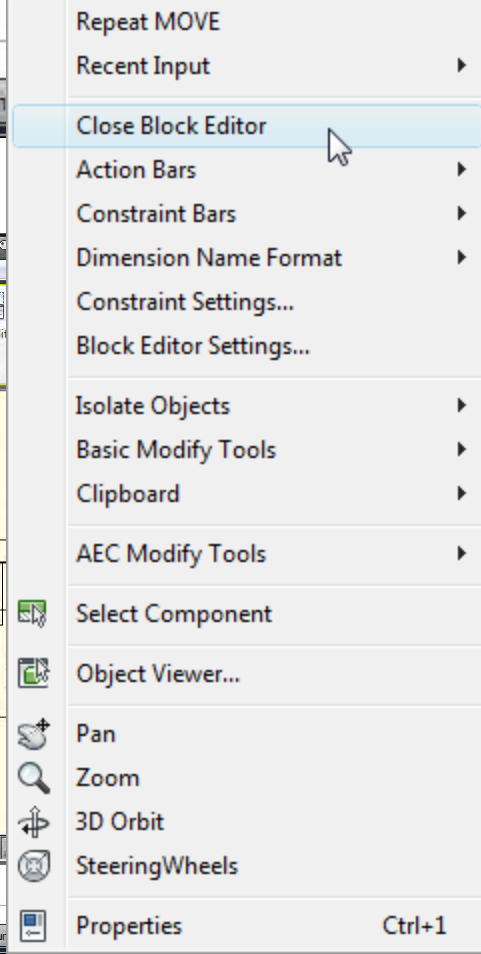 Repeat MOVE
Recent Input
Close Block Editor
Action Bars
Constraint Bars
Dimension Name Format
Constraint Settings...
Block Editor Settings...
Isolate Objects
Basic Modify Tools
Clipboard
AEC Modify Tools
Select Component
Object Viewer...
Pan
Zoom
3D Orbit
SteeringWheels
Properties Ctrl+1